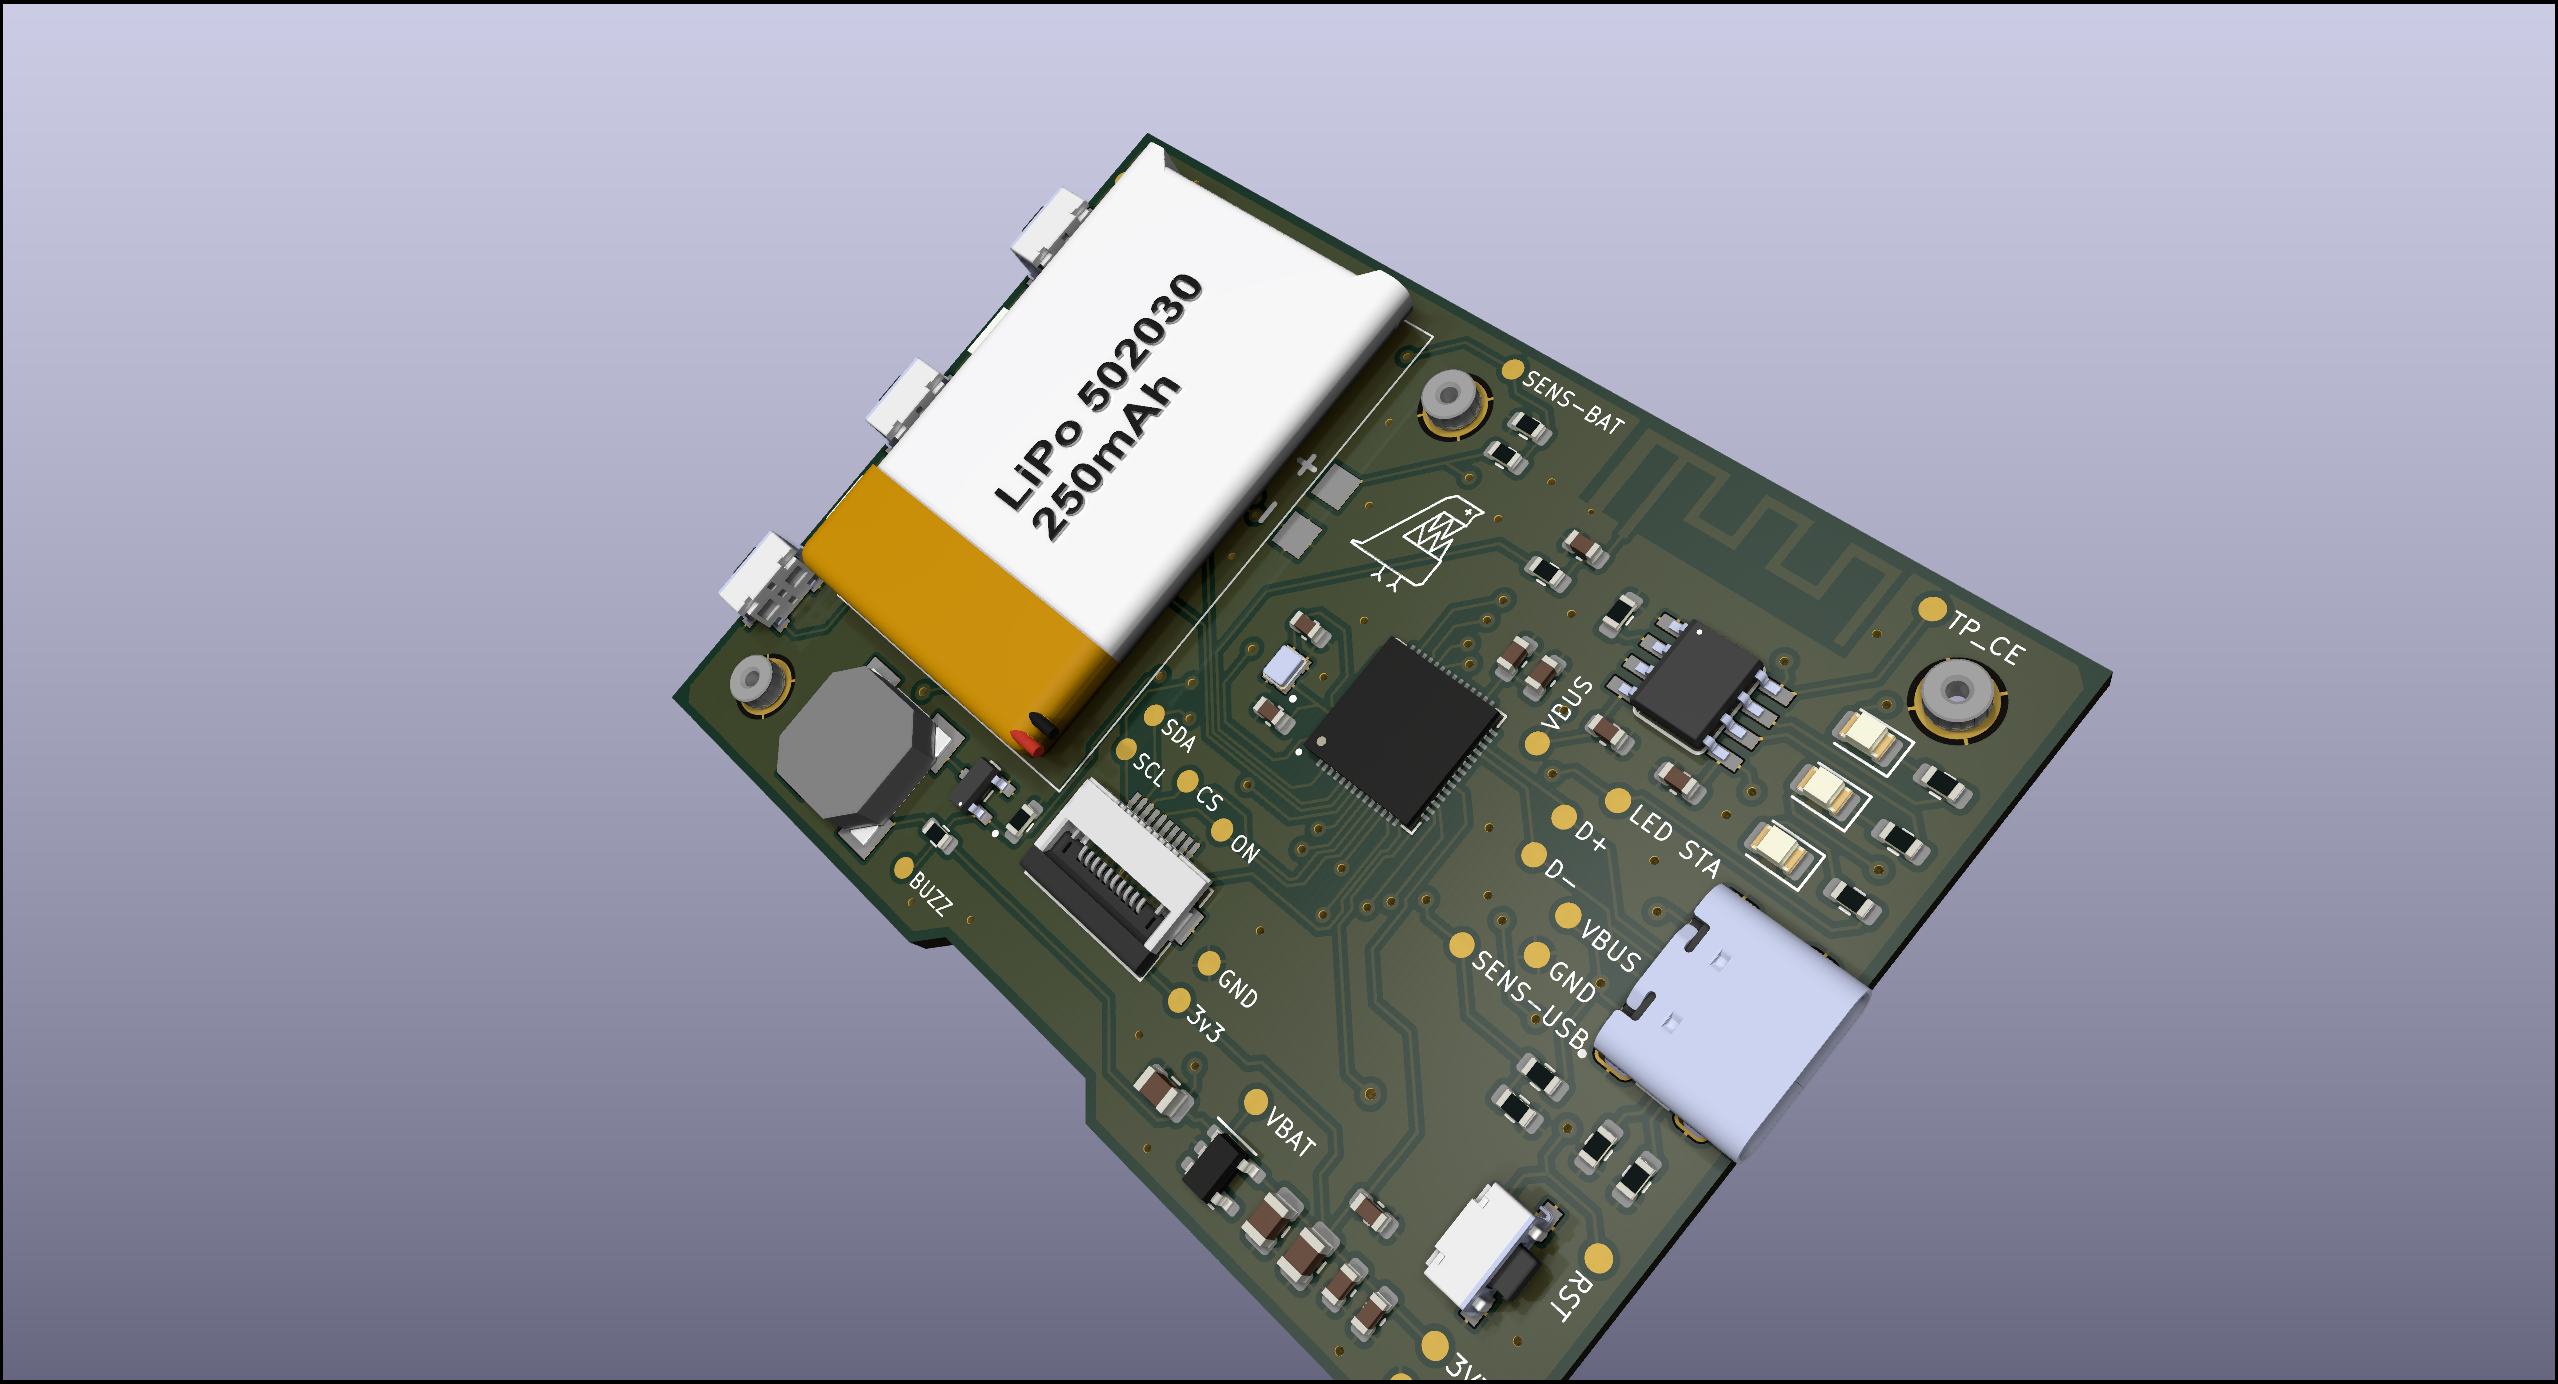 LiPo 502030
250mAh
SENS-BAT
+
-
TP_CE
VBUS
SDA
SCL
CS
ON
D+
D-
LED STA
BUZZ
VBUS
GND
SENS-USB
GND
3v3
VBAT
RST